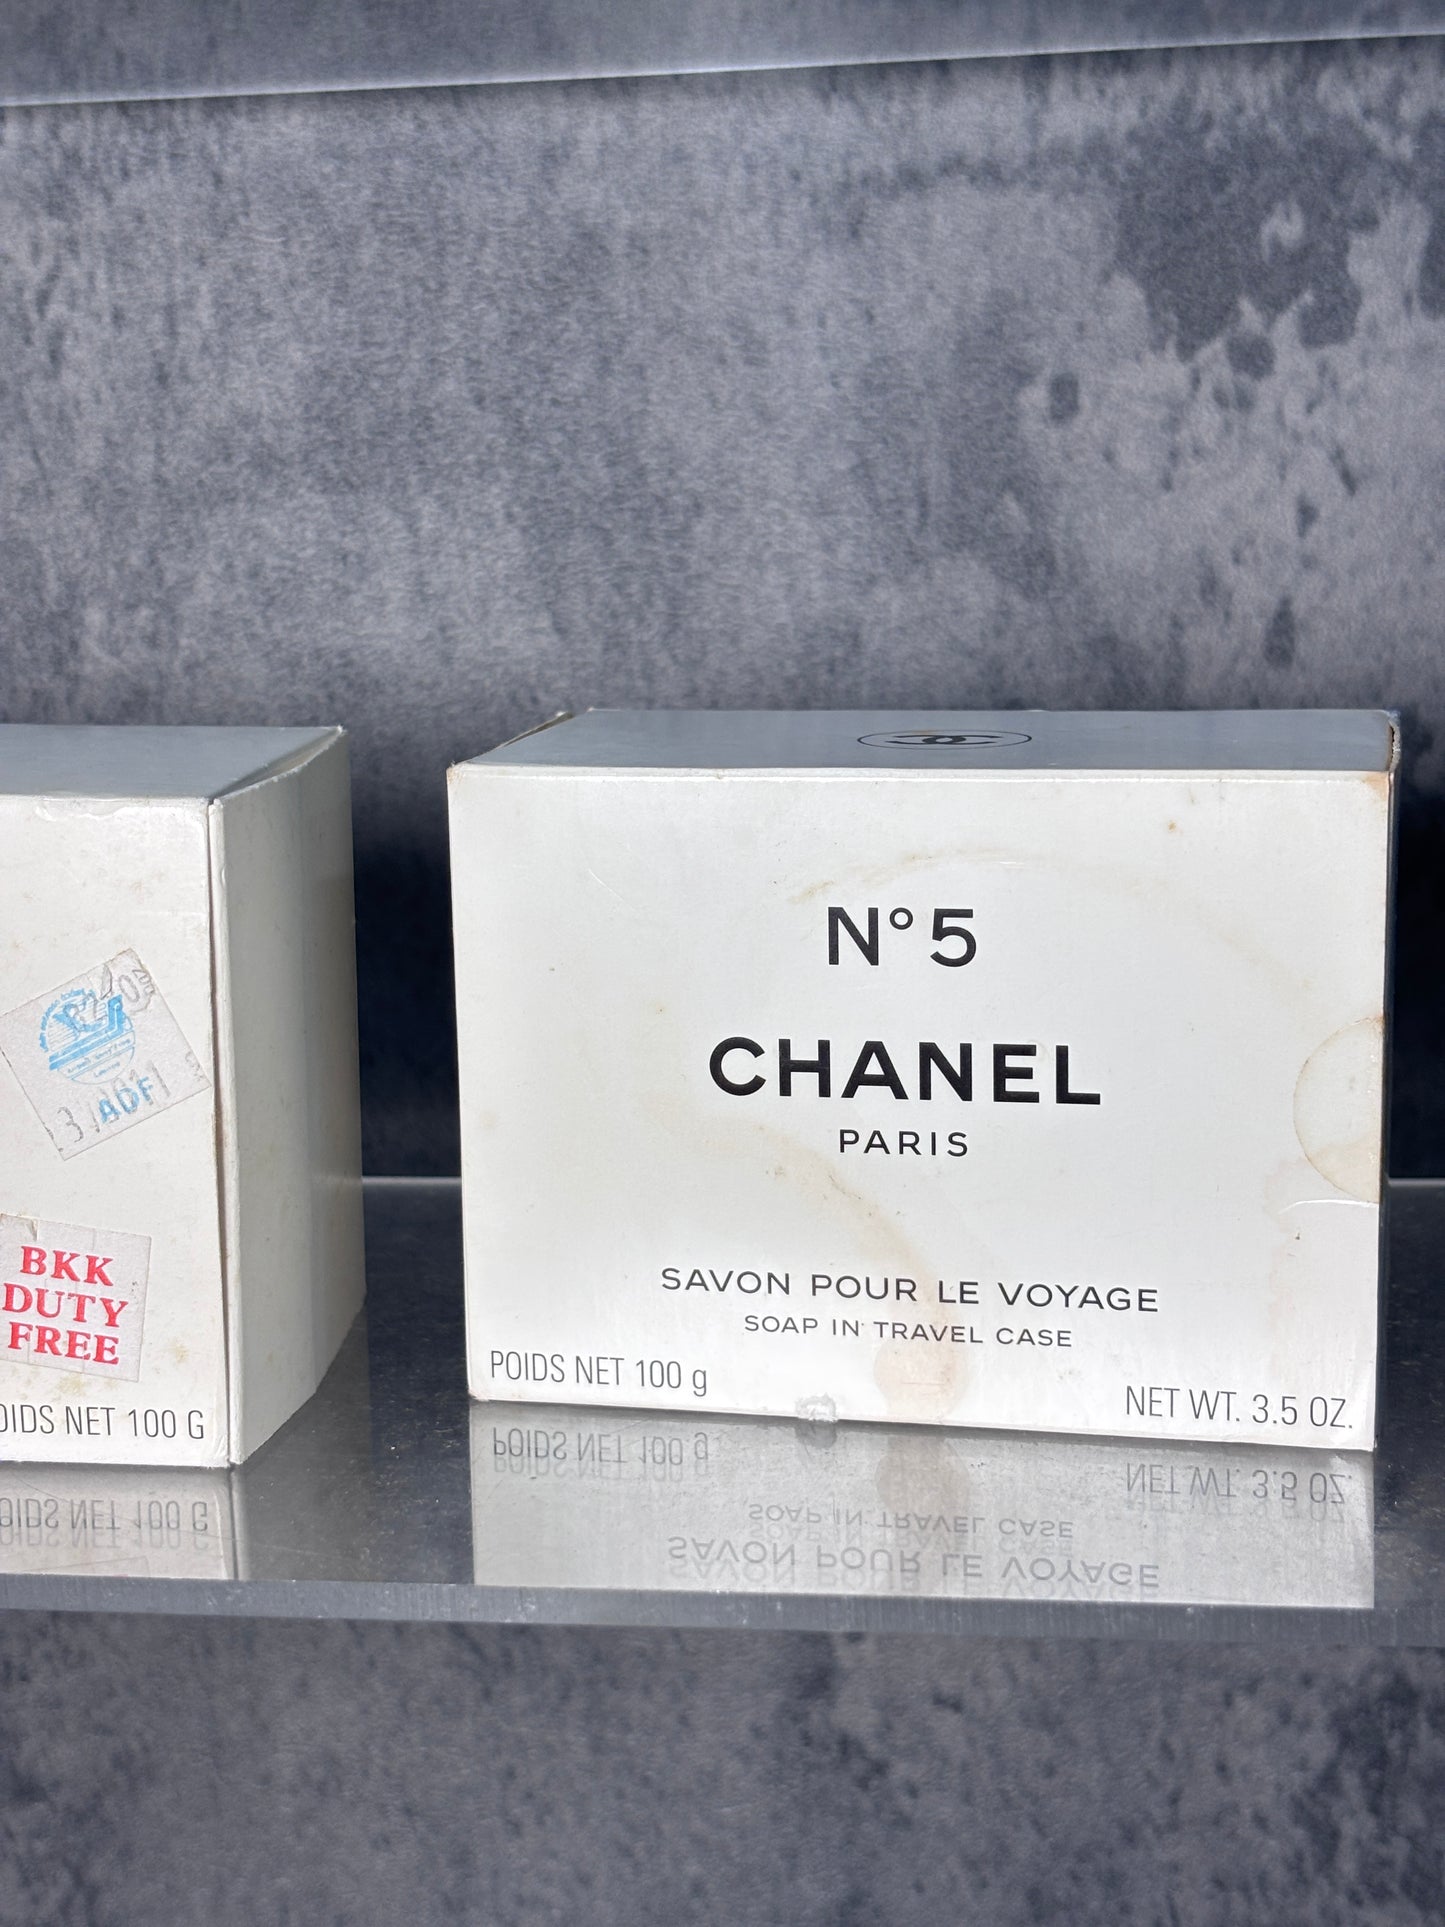 BKK
DUTY
FREE
POIDS NET 100 G
N° 5
CHANEL
PARIS
SAVON POUR LE VOYAGE
SOAP IN TRAVEL CASE
POIDS NET 100 g
NET WT. 3.5 OZ.